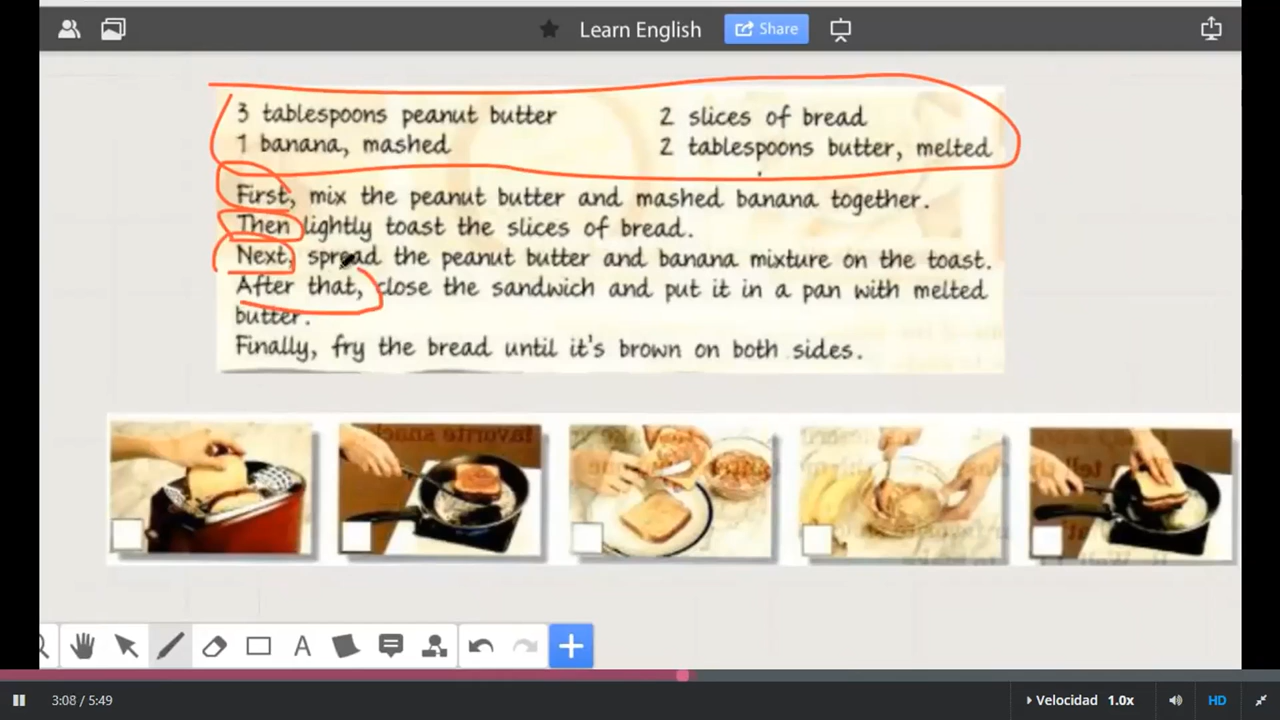 Learn English
Share
3 tablespoons peanut butter
2 slices of bread
1 banana, mashed
2 tablespoons butter, melted
First, mix the peanut butter and mashed banana together.
Then lightly toast the slices of bread.
Next, spread the peanut butter and banana mixture on the toast.
After that, close the sandwich and put it in a pan with melted
butter.
Finally, fry the bread until it's brown on both sides.
A
3:08 / 5:49
Velocidad 1.0x
HD